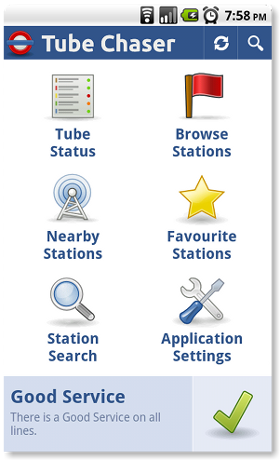 7:58 PM
Tube Chaser
Tube Browse
Status Stations
Nearby Favourite
Stations Stations
Station Application
Search Settings
Good Service
There is a Good Service on all
lines.